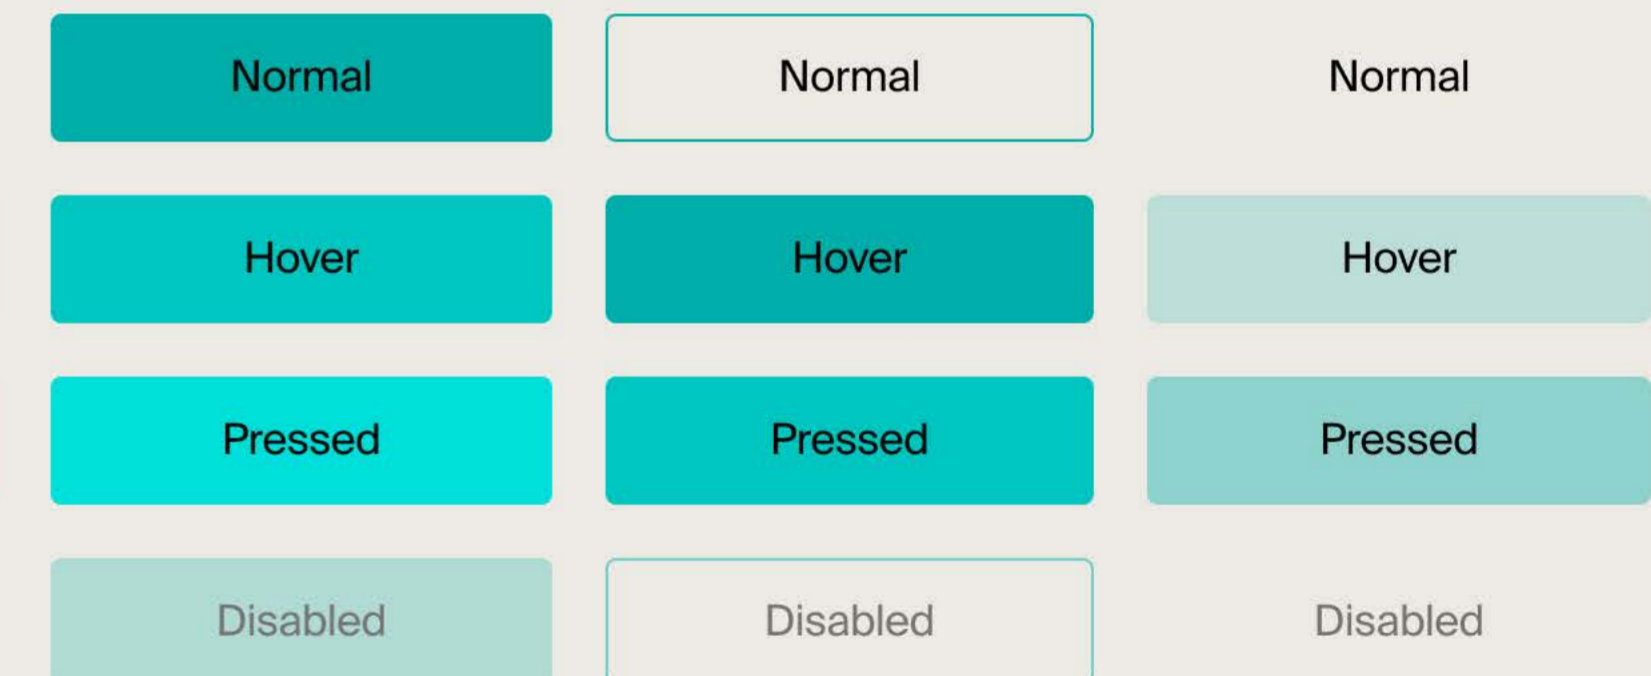 Normal
Normal
Normal
Hover
Hover
Hover
Pressed
Pressed
Pressed
Disabled
Disabled
Disabled